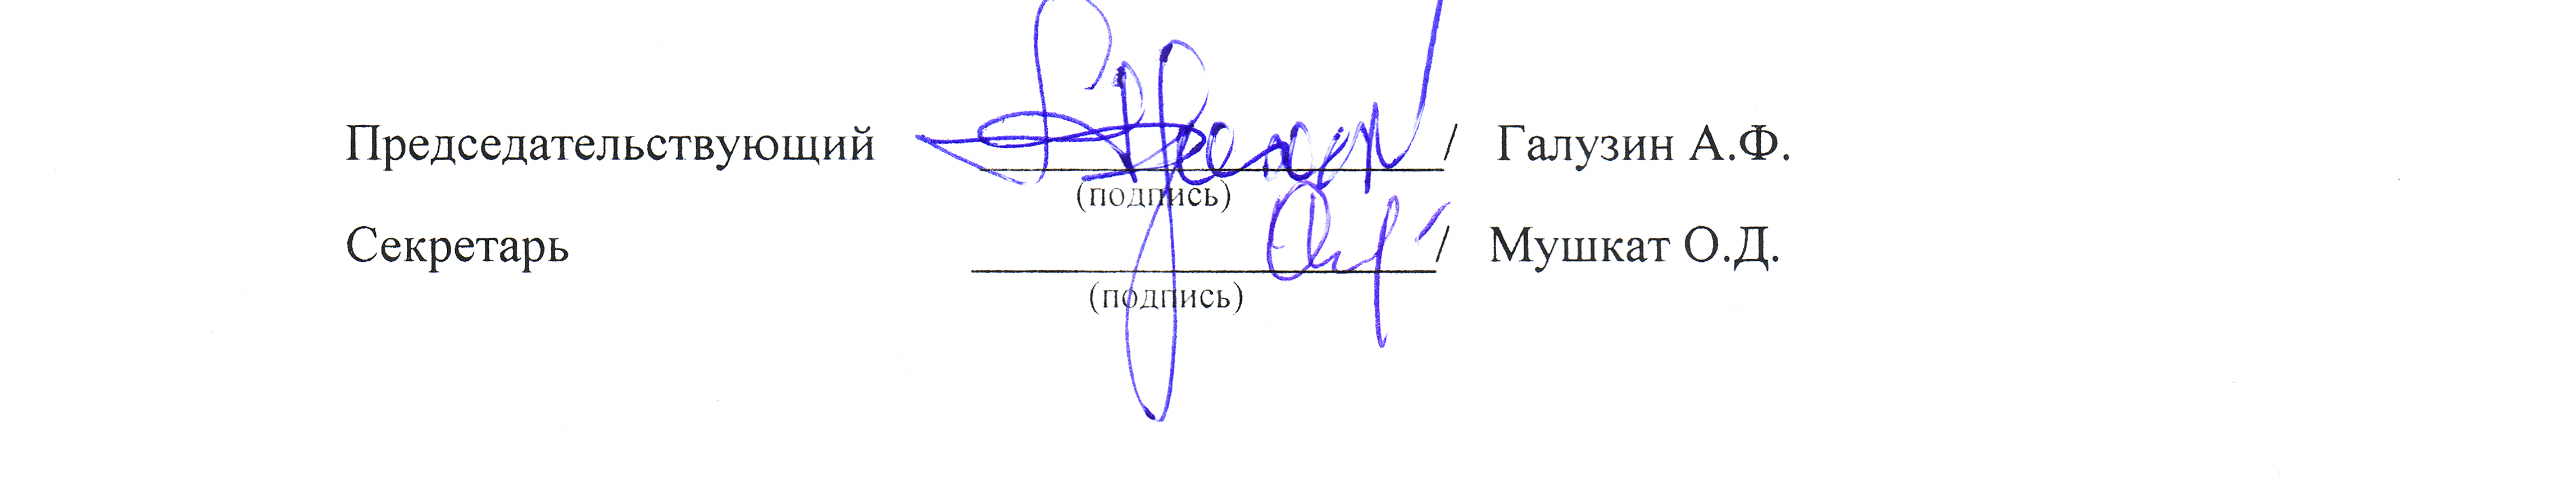 Председательствующий / Галузин А.Ф.
(подпись)
Секретарь / Мушкат О.Д.
(подпись)